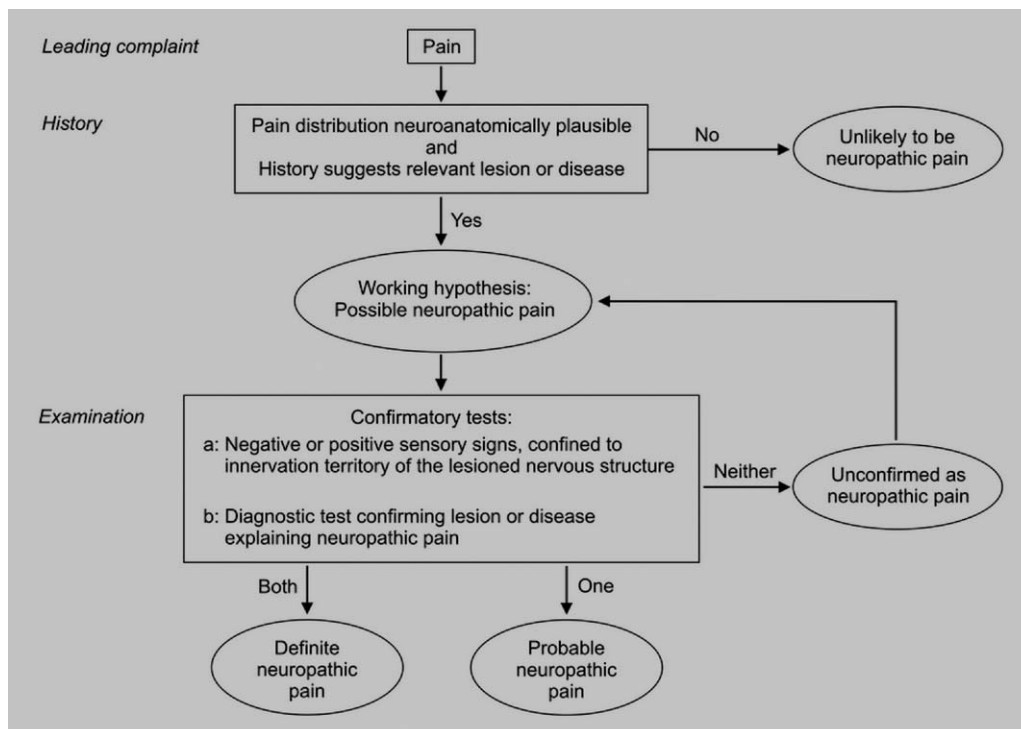 Leading complaint
Pain
History
Pain distribution neuroanatomically plausible
and
History suggests relevant lesion or disease
No
Unlikely to be
neuropathic pain
Yes
Working hypothesis:
Possible neuropathic pain
Examination
Confirmatory tests:
a: Negative or positive sensory signs, confined to
innervation territory of the lesioned nervous structure
b: Diagnostic test confirming lesion or disease
explaining neuropathic pain
Neither
Unconfirmed as
neuropathic pain
Both
One
Definite
neuropathic
pain
Probable
neuropathic
pain